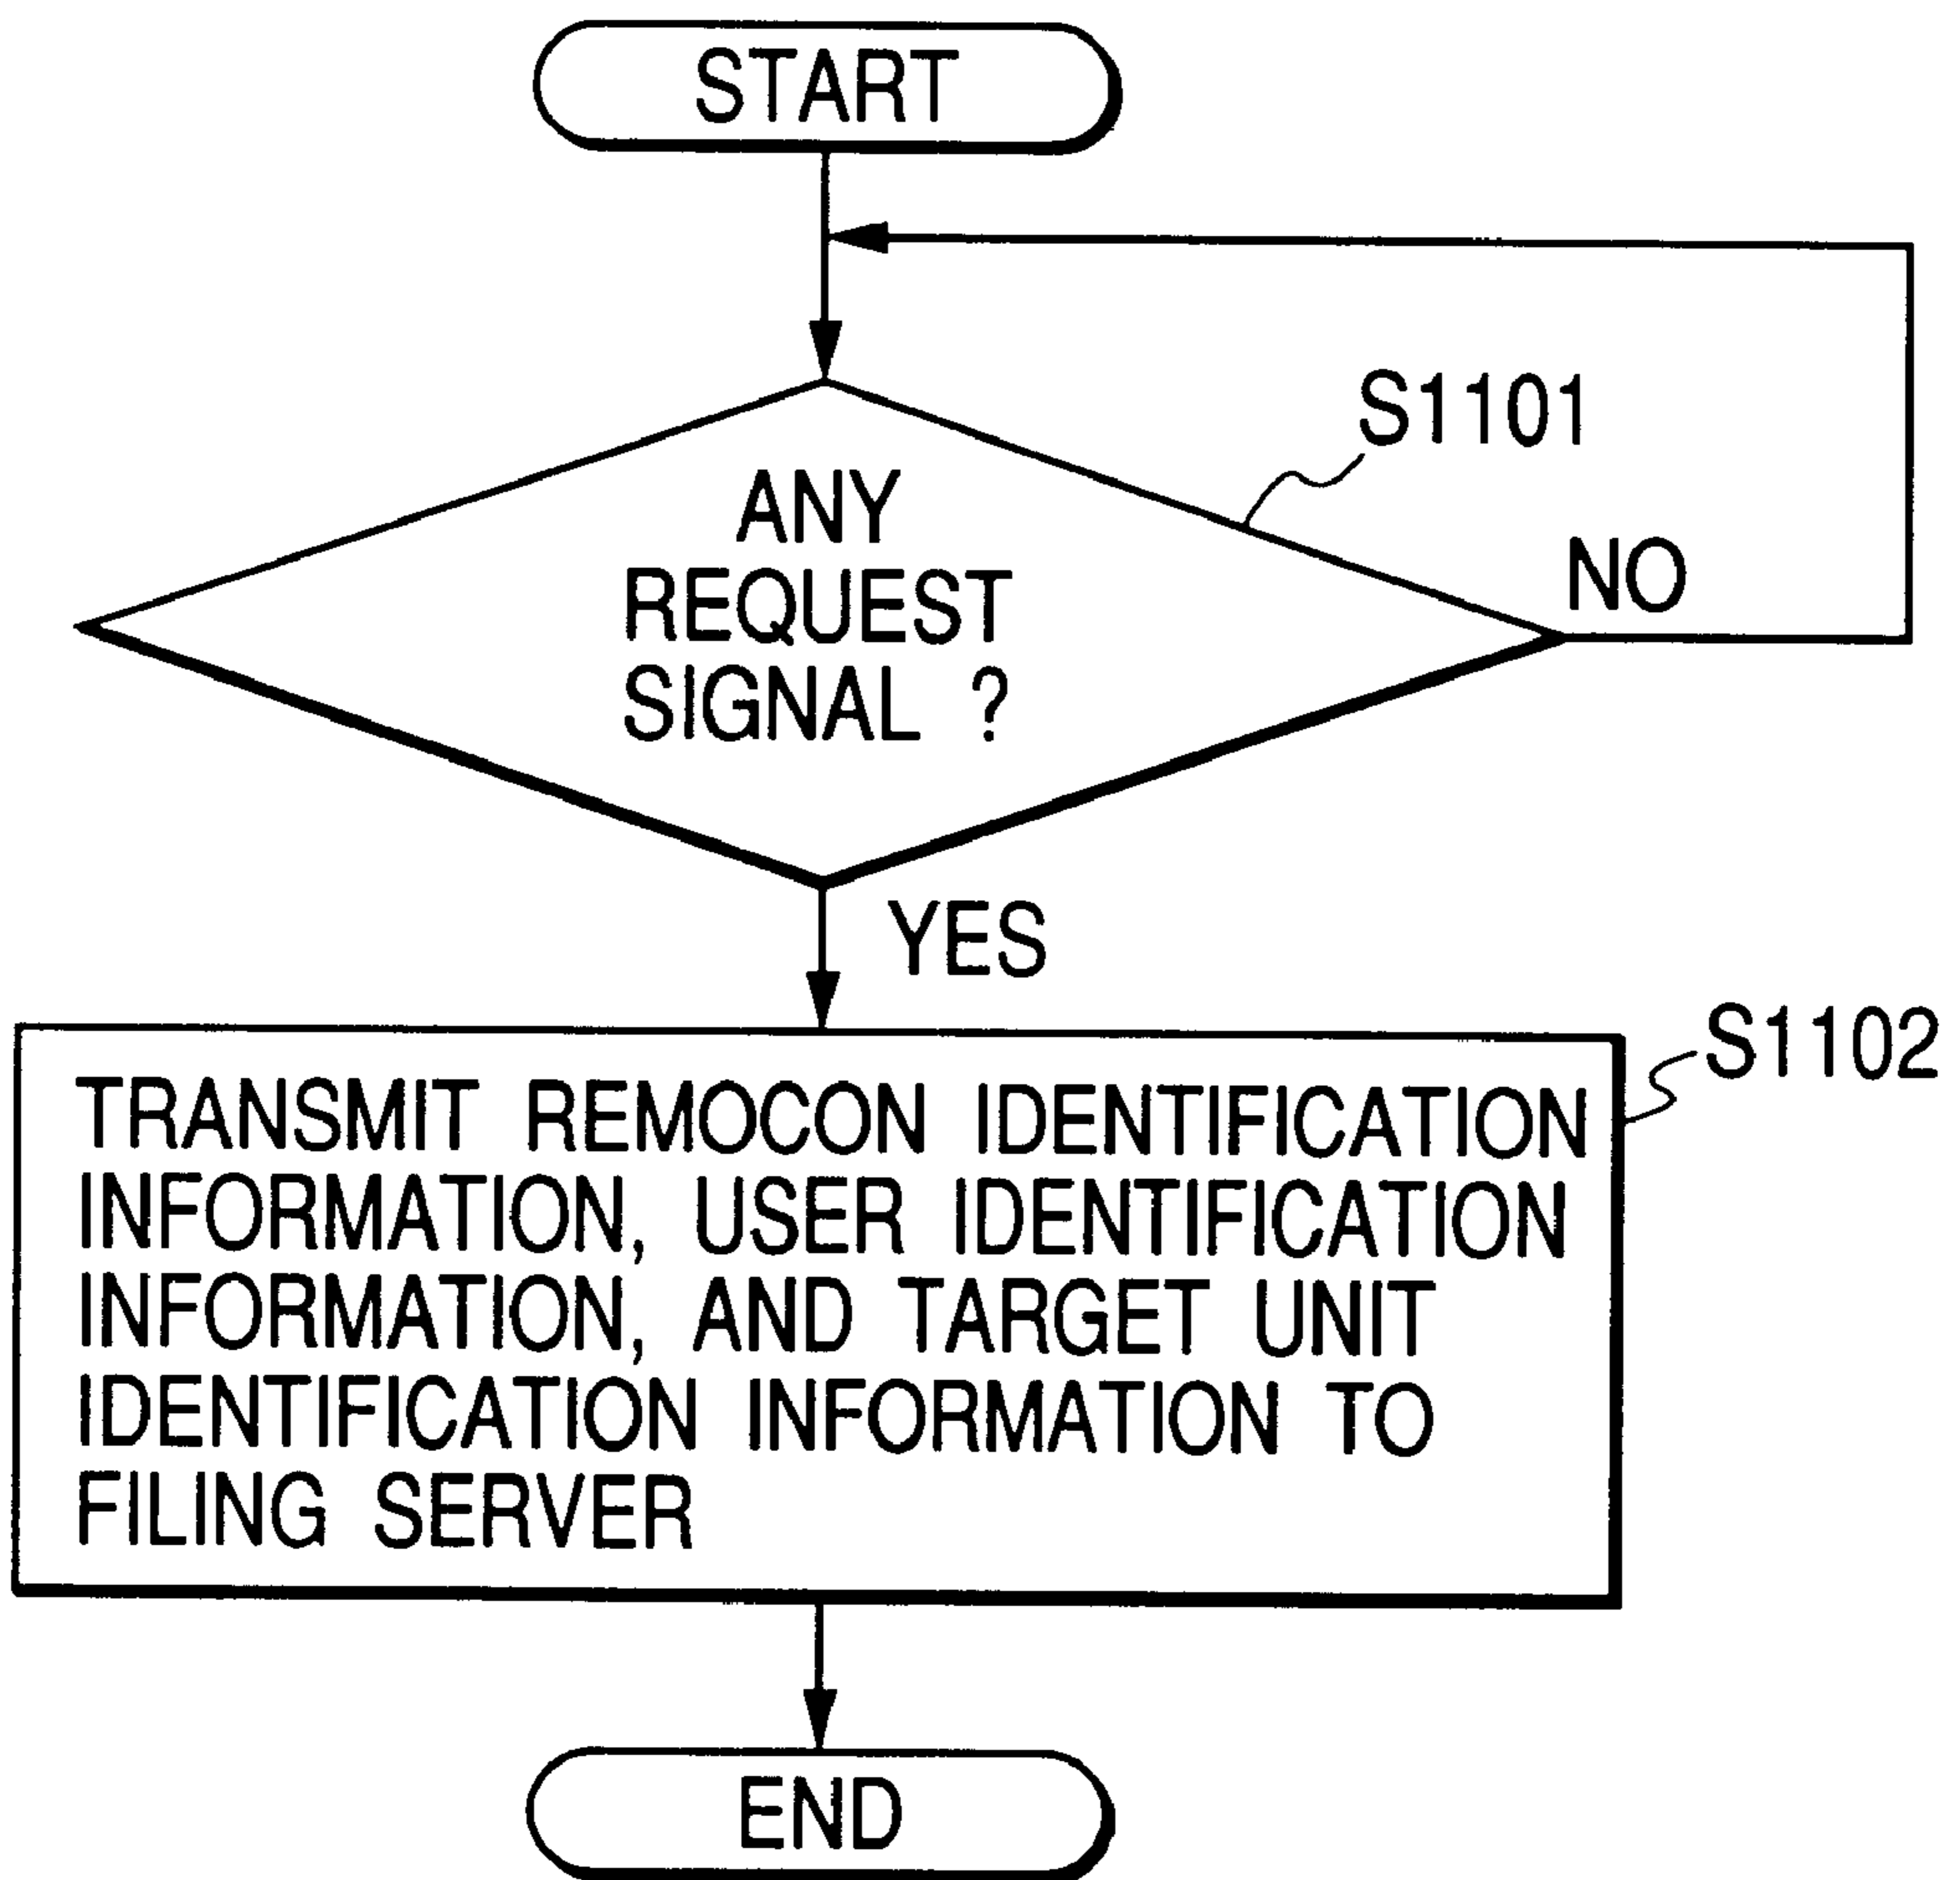 START
S1101
ANY
REQUEST
SIGNAL ?
NO
YES
S1102
TRANSMIT REMOCON IDENTIFICATION
INFORMATION, USER IDENTIFICATION
INFORMATION, AND TARGET UNIT
IDENTIFICATION INFORMATION TO
FILING SERVER
END